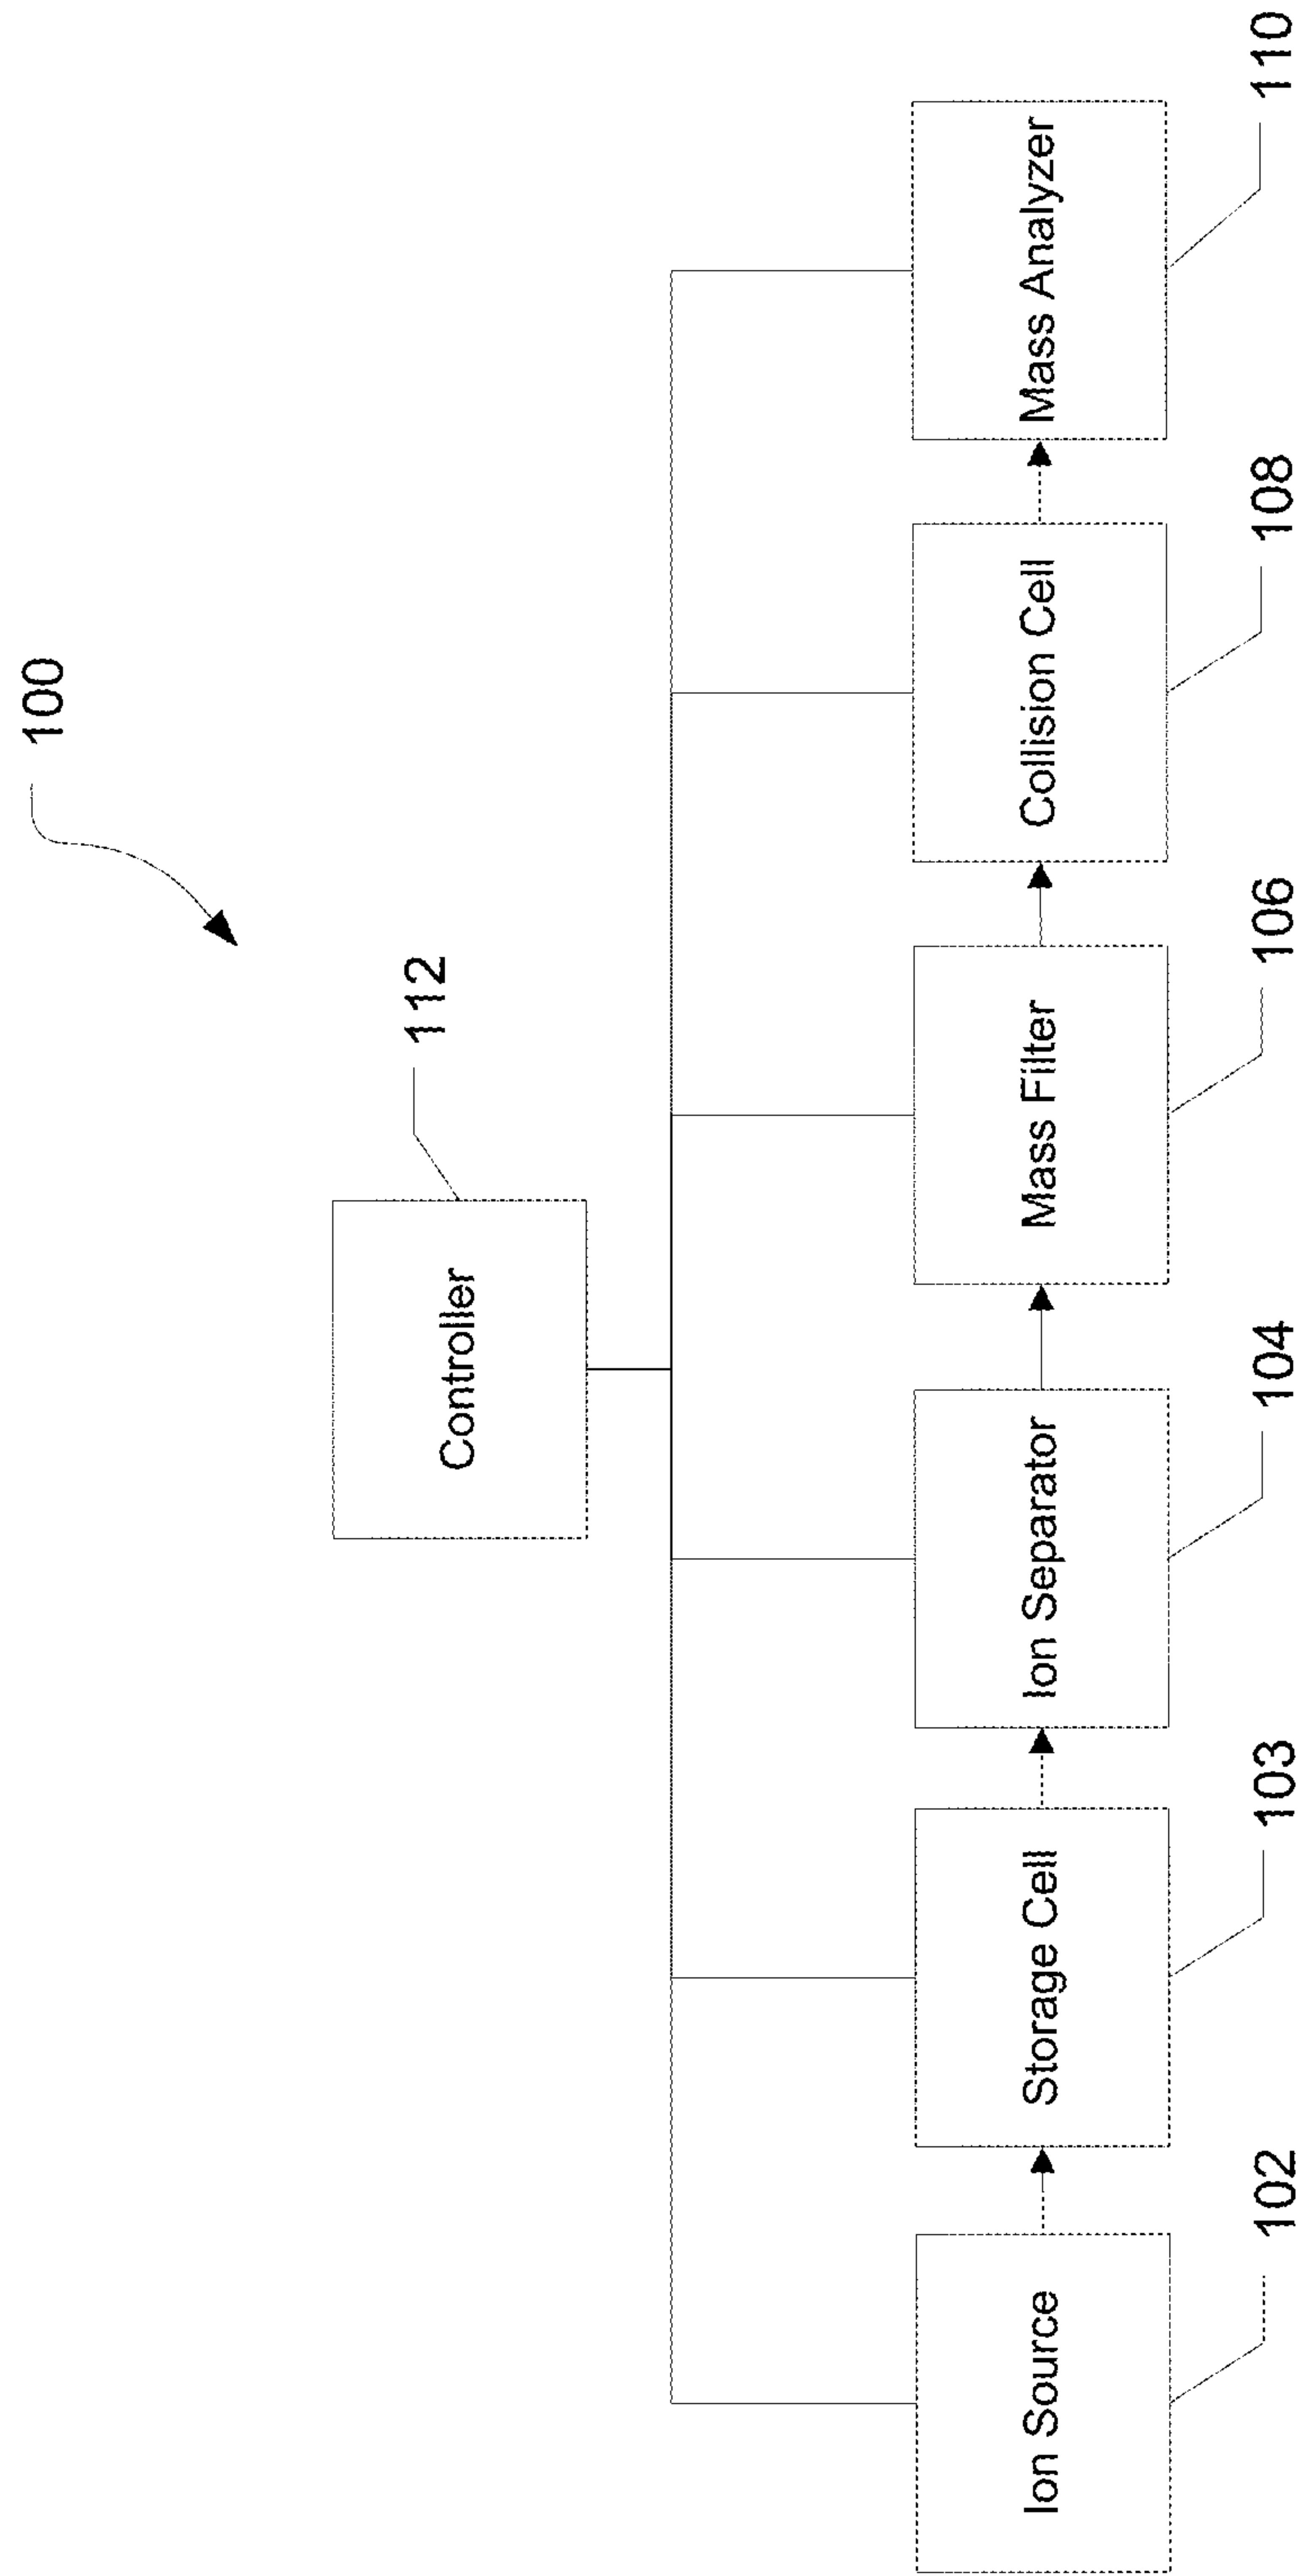 100
Controller
112
Ion Source
Storage Cell
Ion Separator
Mass Filter
Collision Cell
Mass Analyzer
102
103
104
106
108
110